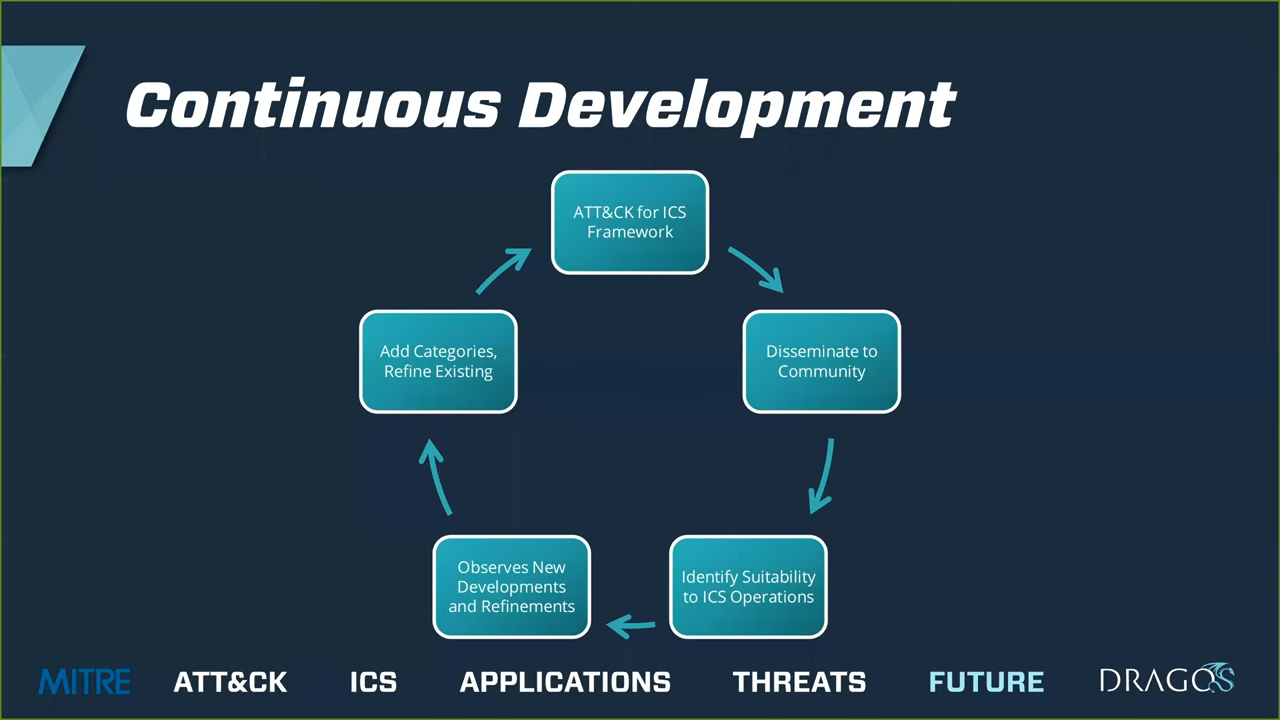 Continuous Development
ATT&CK for ICS
Framework
Disseminate to
Community
Identify Suitability
to ICS Operations
Observes New
Developments
and Refinements
Add Categories,
Refine Existing
MITRE ATT&CK ICS APPLICATIONS THREATS FUTURE DRAGOS